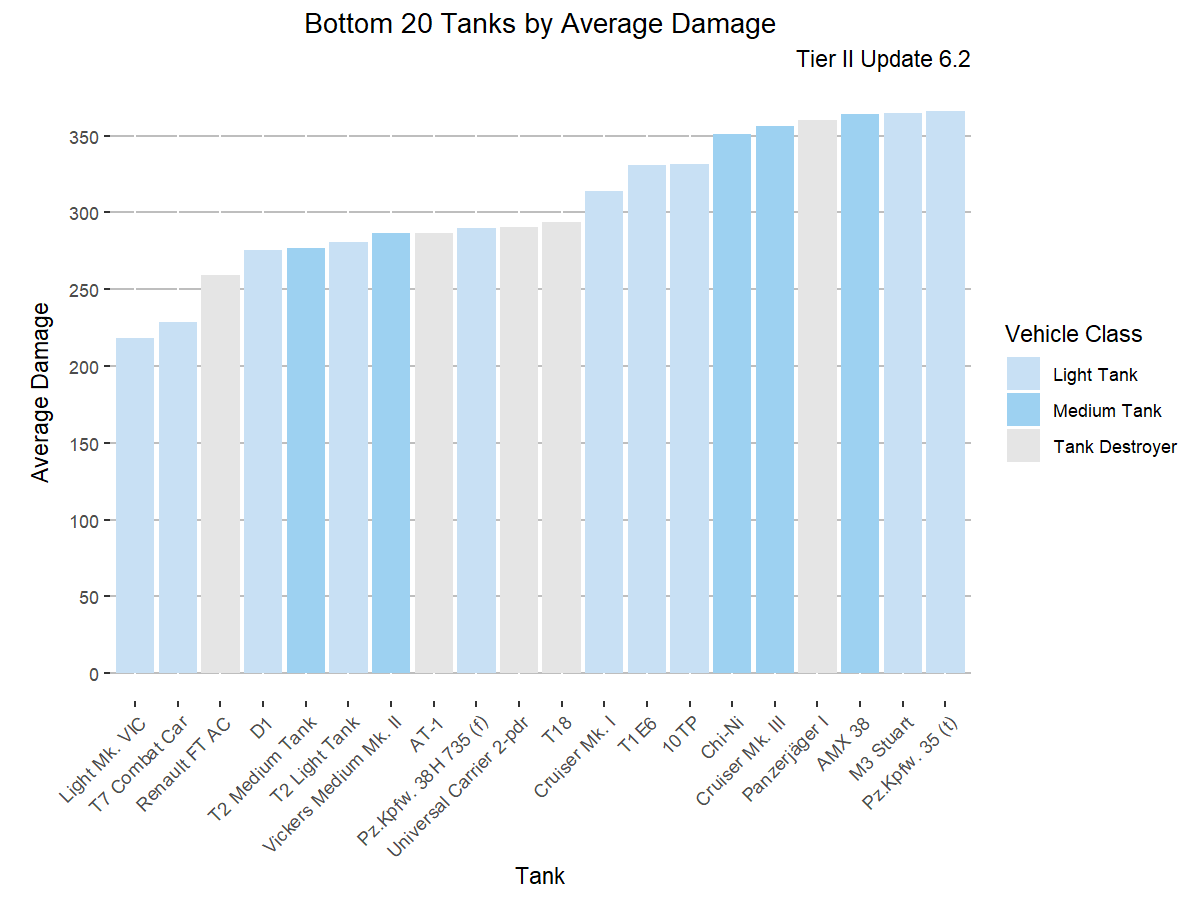 Bottom 20 Tanks by Average Damage
Tier II Update 6.2
Average Damage
350
300
250
200
150
100
50
0
Light Mk. VIC
T7 Combat Car
Renault FT AC
D1
T2 Medium Tank
T2 Light Tank
Vickers Medium Mk. II
AT-1
Pz.Kpfw. 38H 735 (f)
Universal Carrier 2-pdr
T18
Cruiser Mk. I
T1E6
10TP
Chi-Ni
Cruiser Mk. III
Panzerjäger I
AMX 38
M3 Stuart
Pz.Kpfw. 35 (t)
Tank
Vehicle Class
Light Tank
Medium Tank
Tank Destroyer